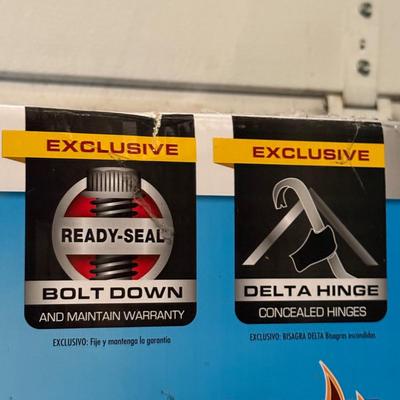 EXCLUSIVE
READY-SEAL™
BOLT DOWN
AND MAINTAIN WARRANTY
EXCLUSIVO: Fije y mantenga la garantía
EXCLUSIVE
DELTA HINGE
CONCEALED HINGES
EXCLUSIVO: BISAGRA DELTA Bisagras escondidas